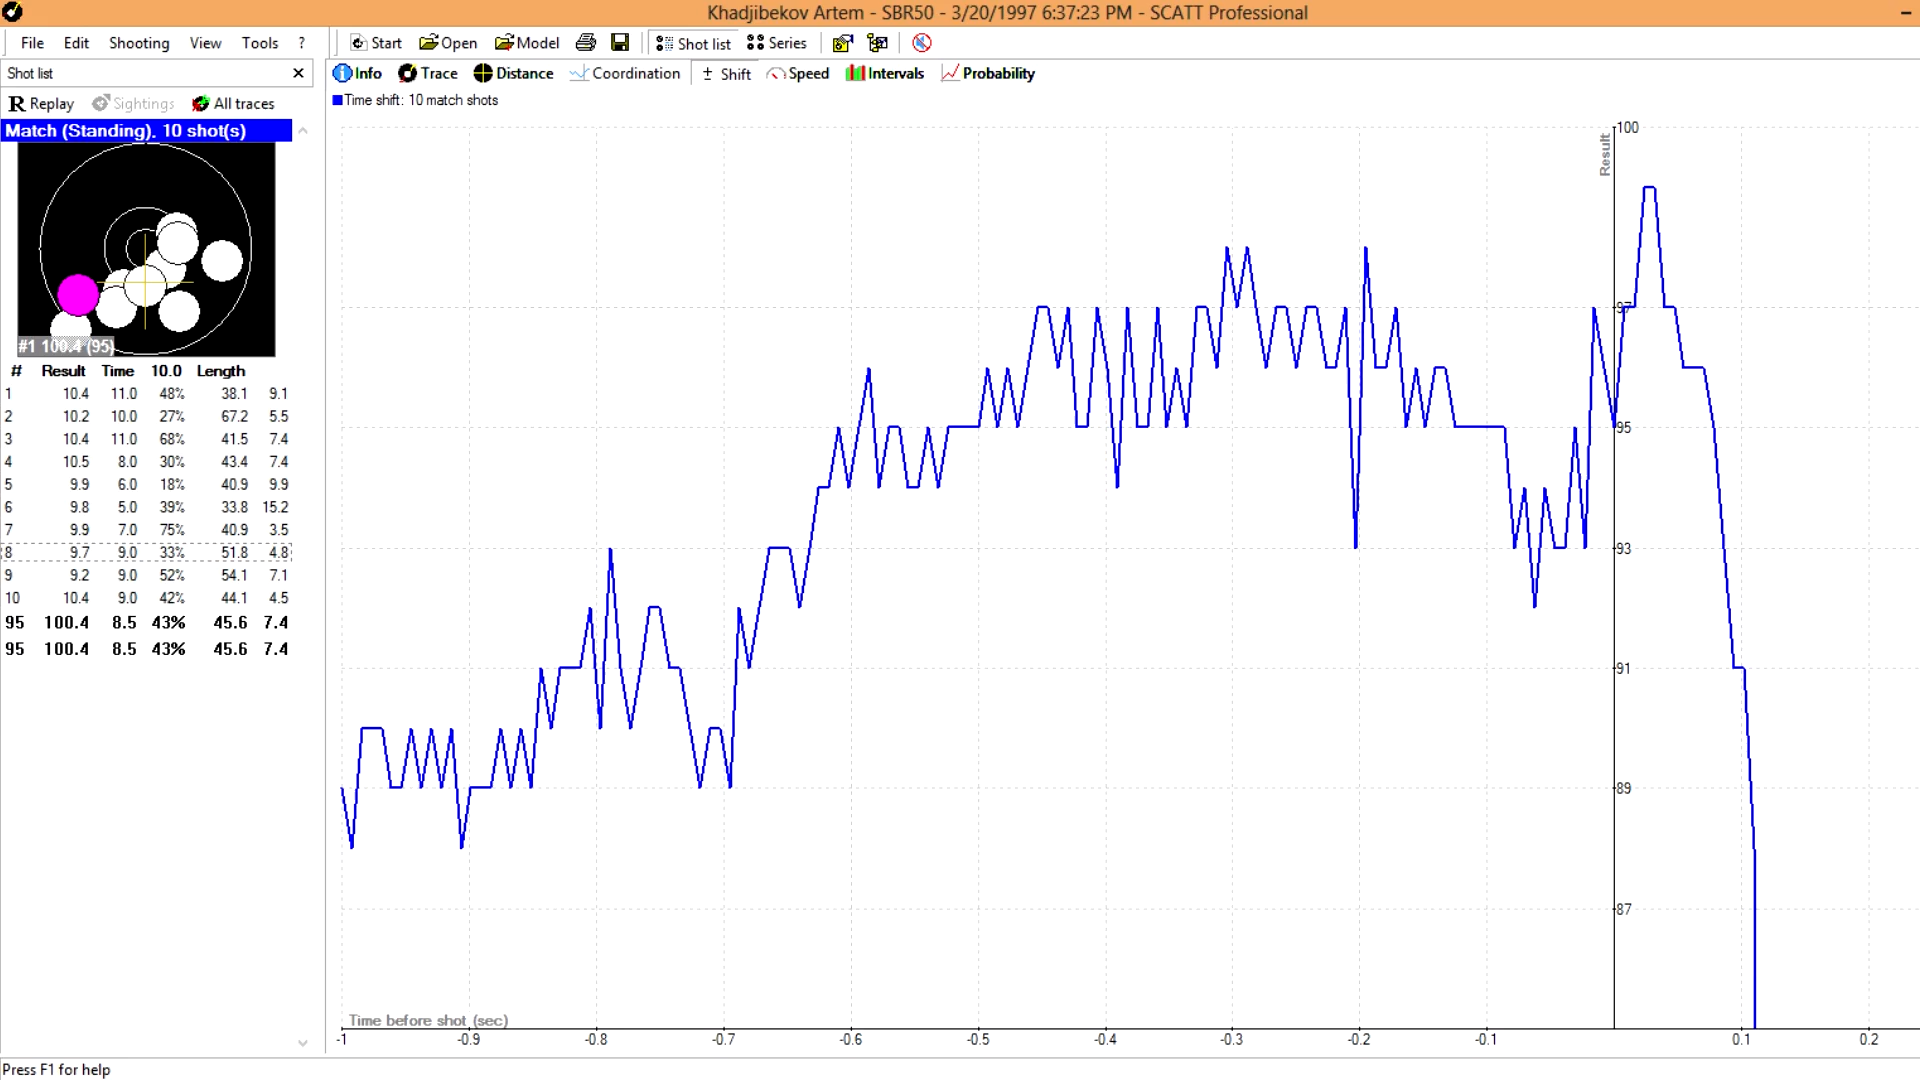 Khadjibekov Artem - SBR50 - 3/20/1997 6:37:23 PM - SCATT Professional
File Edit Shooting View Tools ? Start Open Model Shot list Series
Shot list
Info Trace Distance Coordination ± Shift Speed Intervals Probability
R Replay Sightings All traces
Time shift: 10 match shots
Match (Standing). 10 shot(s)
#1 100.4 (95)
# Result Time 10.0 Length
1 10.4 11.0 48% 38.1 9.1
2 10.2 10.0 27% 67.2 5.5
3 10.4 11.0 68% 41.5 7.4
4 10.5 8.0 30% 43.4 7.4
5 9.9 6.0 18% 40.9 9.9
6 9.8 5.0 39% 33.8 15.2
7 9.9 7.0 75% 40.9 3.5
8 9.7 9.0 33% 51.8 4.8
9 9.2 9.0 52% 54.1 7.1
10 10.4 9.0 42% 44.1 4.5
95 100.4 8.5 43% 45.6 7.4
95 100.4 8.5 43% 45.6 7.4
Result
100
97
95
93
91
89
87
Time before shot (sec)
-1 -0.9 -0.8 -0.7 -0.6 -0.5 -0.4 -0.3 -0.2 -0.1 0.1 0.2
Press F1 for help